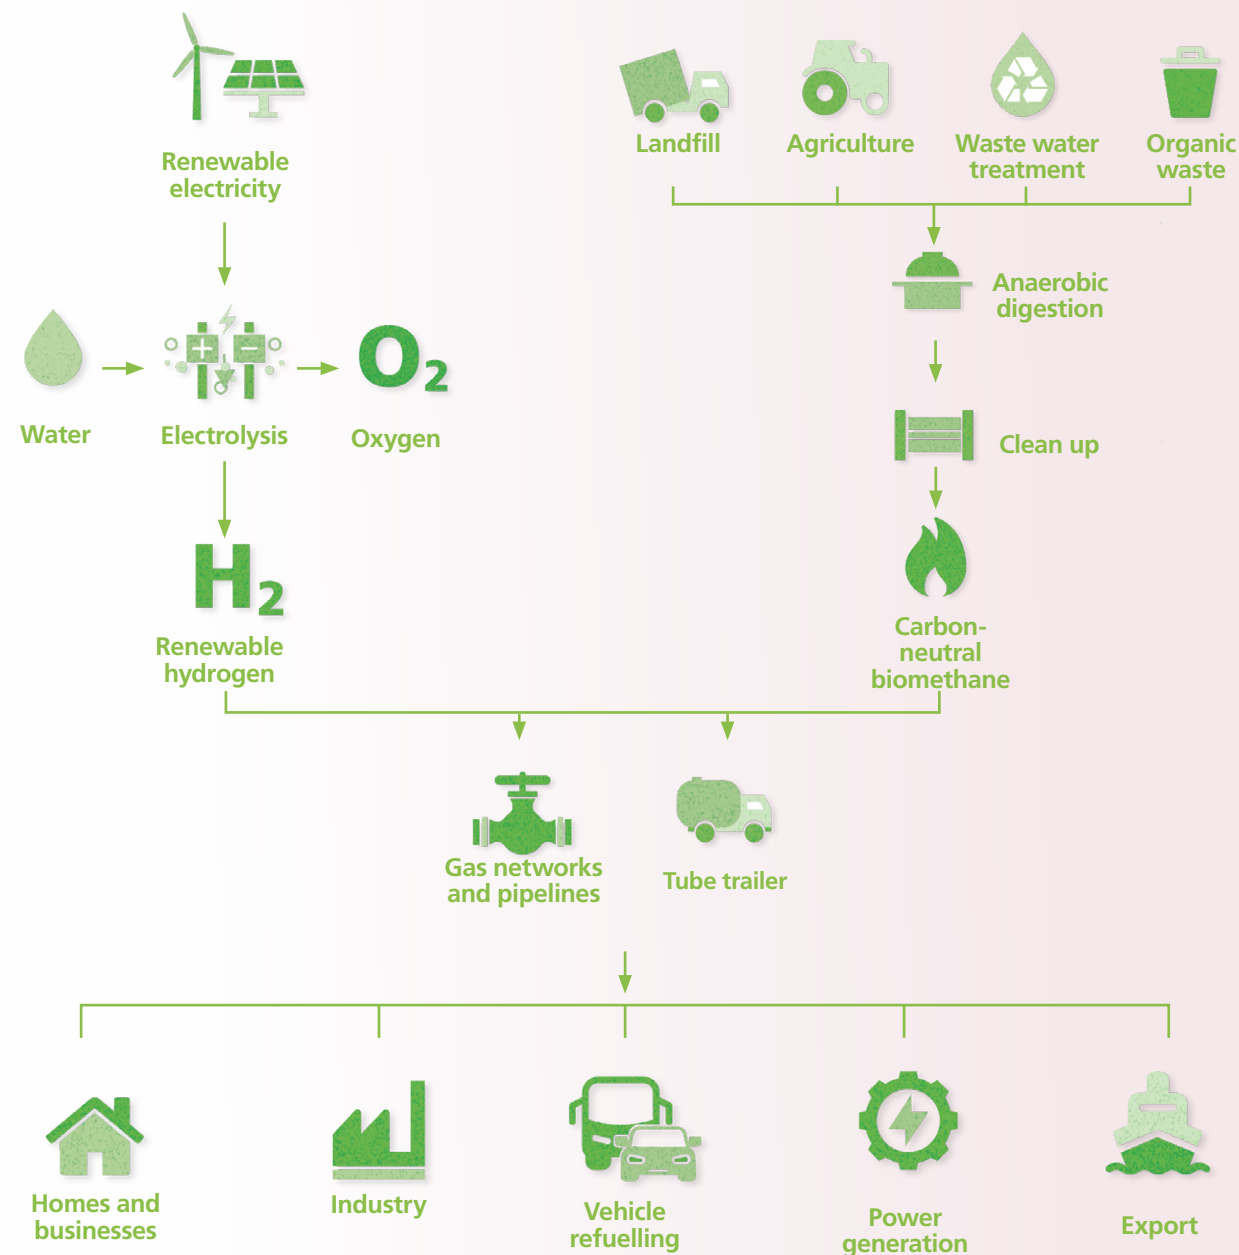 Renewable
electricity
Landfill
Agriculture
Waste water
treatment
Organic
waste
Anaerobic
digestion
+
−
O2
Water
Electrolysis
Oxygen
Clean up
H2
Renewable
hydrogen
Carbon-
neutral
biomethane
Gas networks
and pipelines
Tube trailer
Homes and
businesses
Industry
Vehicle
refuelling
Power
generation
Export